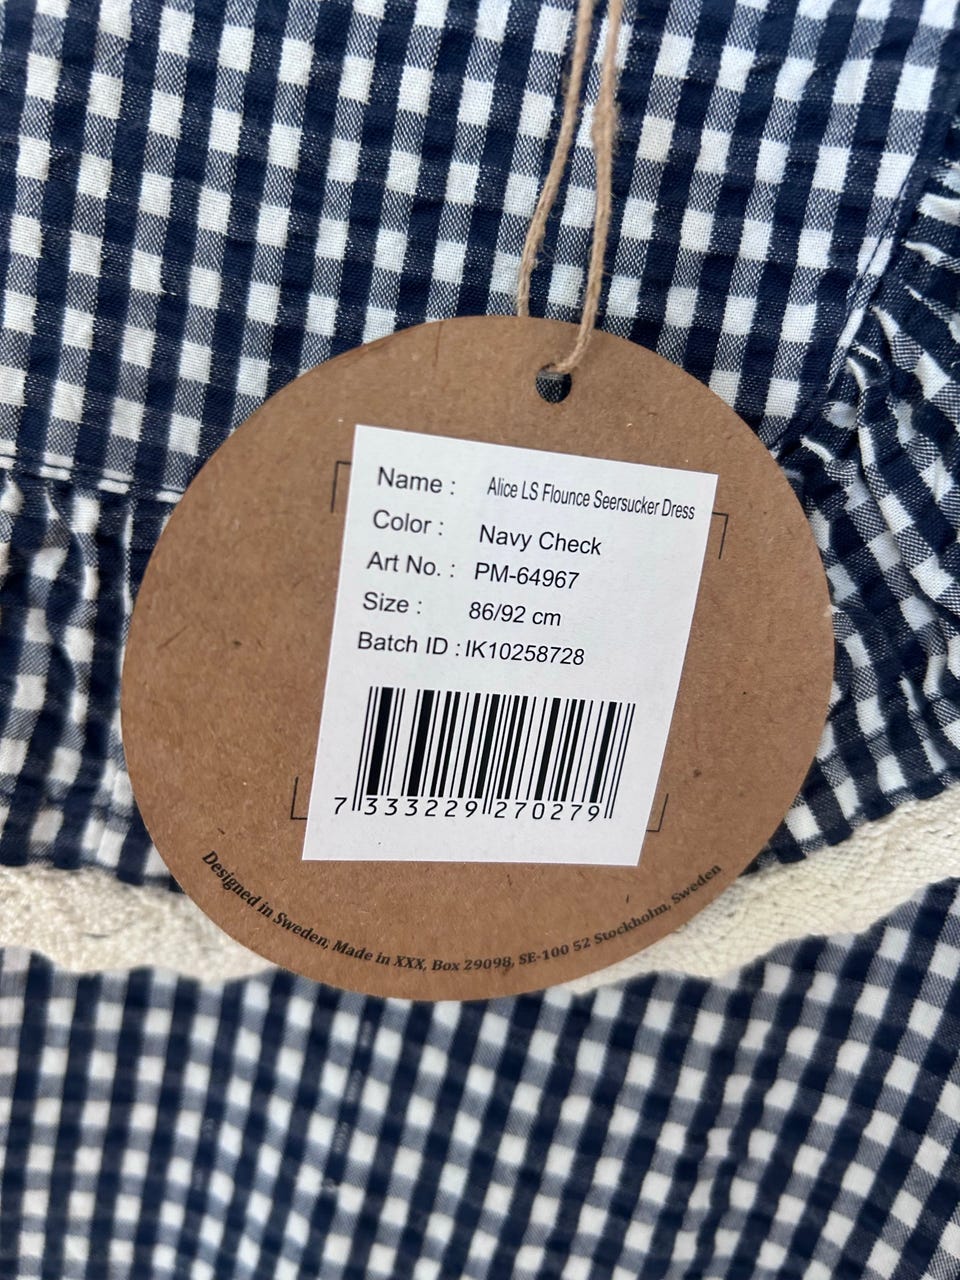 Name : Alice LS Flounce Seersucker Dress
Color : Navy Check
Art No. : PM-64967
Size : 86/92 cm
Batch ID : IK10258728
7 333229 270279
Designed in Sweden, Made in XXX, Box 29098, SE-100 52 Stockholm, Sweden